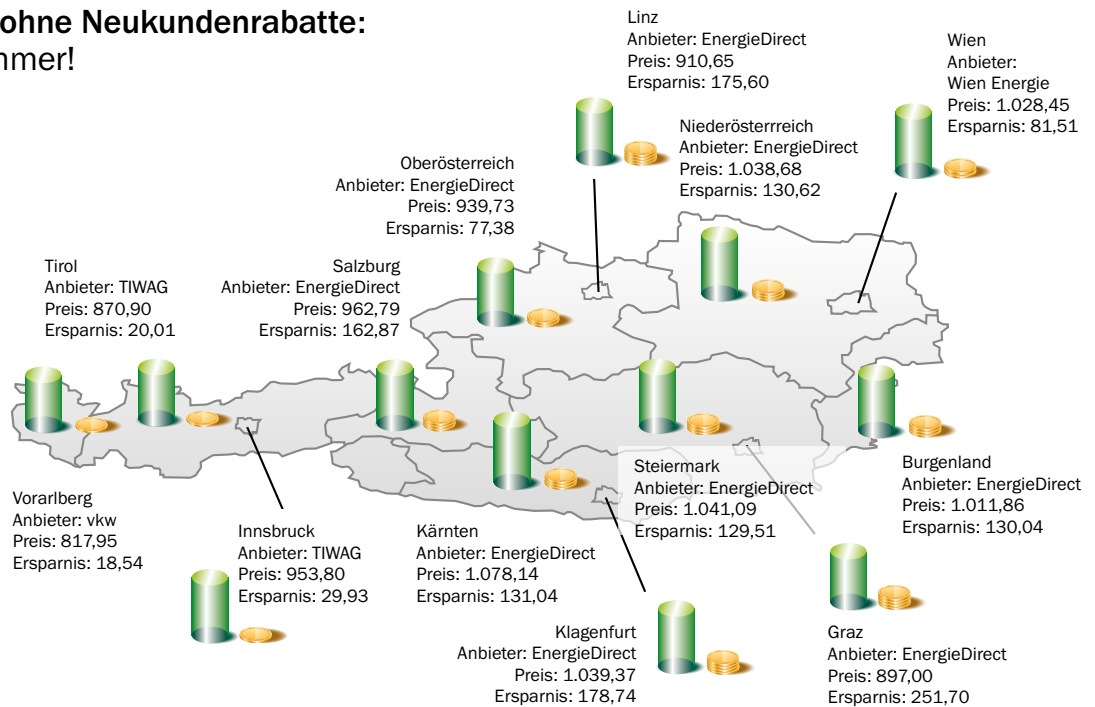 ohne Neukundenrabatte:
mmer!
Linz
Anbieter: EnergieDirect
Preis: 910,65
Ersparnis: 175,60
Wien
Anbieter:
Wien Energie
Preis: 1.028,45
Ersparnis: 81,51
Niederösterrreich
Anbieter: EnergieDirect
Preis: 1.038,68
Ersparnis: 130,62
Oberösterreich
Anbieter: EnergieDirect
Preis: 939,73
Ersparnis: 77,38
Tirol
Anbieter: TIWAG
Preis: 870,90
Ersparnis: 20,01
Salzburg
Anbieter: EnergieDirect
Preis: 962,79
Ersparnis: 162,87
Vorarlberg
Anbieter: vkw
Preis: 817,95
Ersparnis: 18,54
Innsbruck
Anbieter: TIWAG
Preis: 953,80
Ersparnis: 29,93
Kärnten
Anbieter: EnergieDirect
Preis: 1.078,14
Ersparnis: 131,04
Steiermark
Anbieter: EnergieDirect
Preis: 1.041,09
Ersparnis: 129,51
Burgenland
Anbieter: EnergieDirect
Preis: 1.011,86
Ersparnis: 130,04
Klagenfurt
Anbieter: EnergieDirect
Preis: 1.039,37
Ersparnis: 178,74
Graz
Anbieter: EnergieDirect
Preis: 897,00
Ersparnis: 251,70